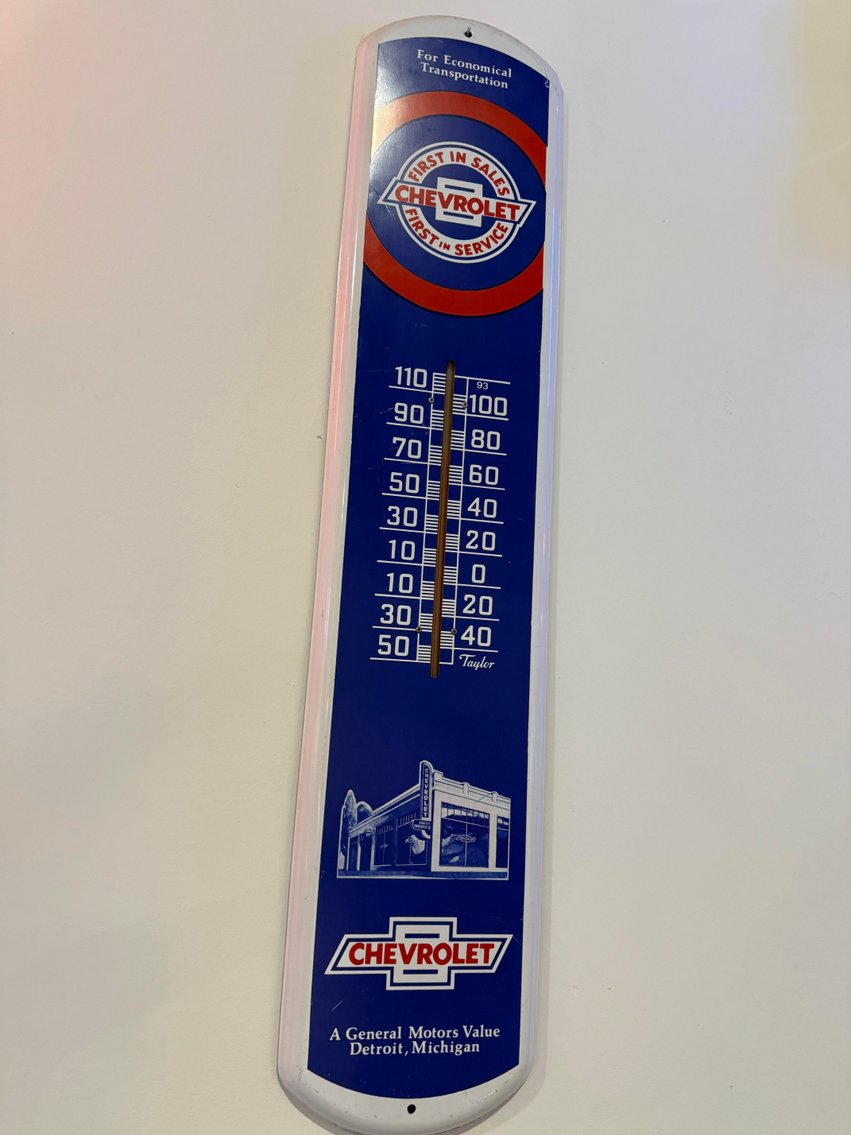 For Economical
Transportation
FIRST IN SALES
CHEVROLET
FIRST IN SERVICE
110
93
100
90
80
70
60
50
40
30
20
10
0
10
20
30
40
50
Taylor
CHEVROLET
CHEVROLET
A General Motors Value
Detroit, Michigan